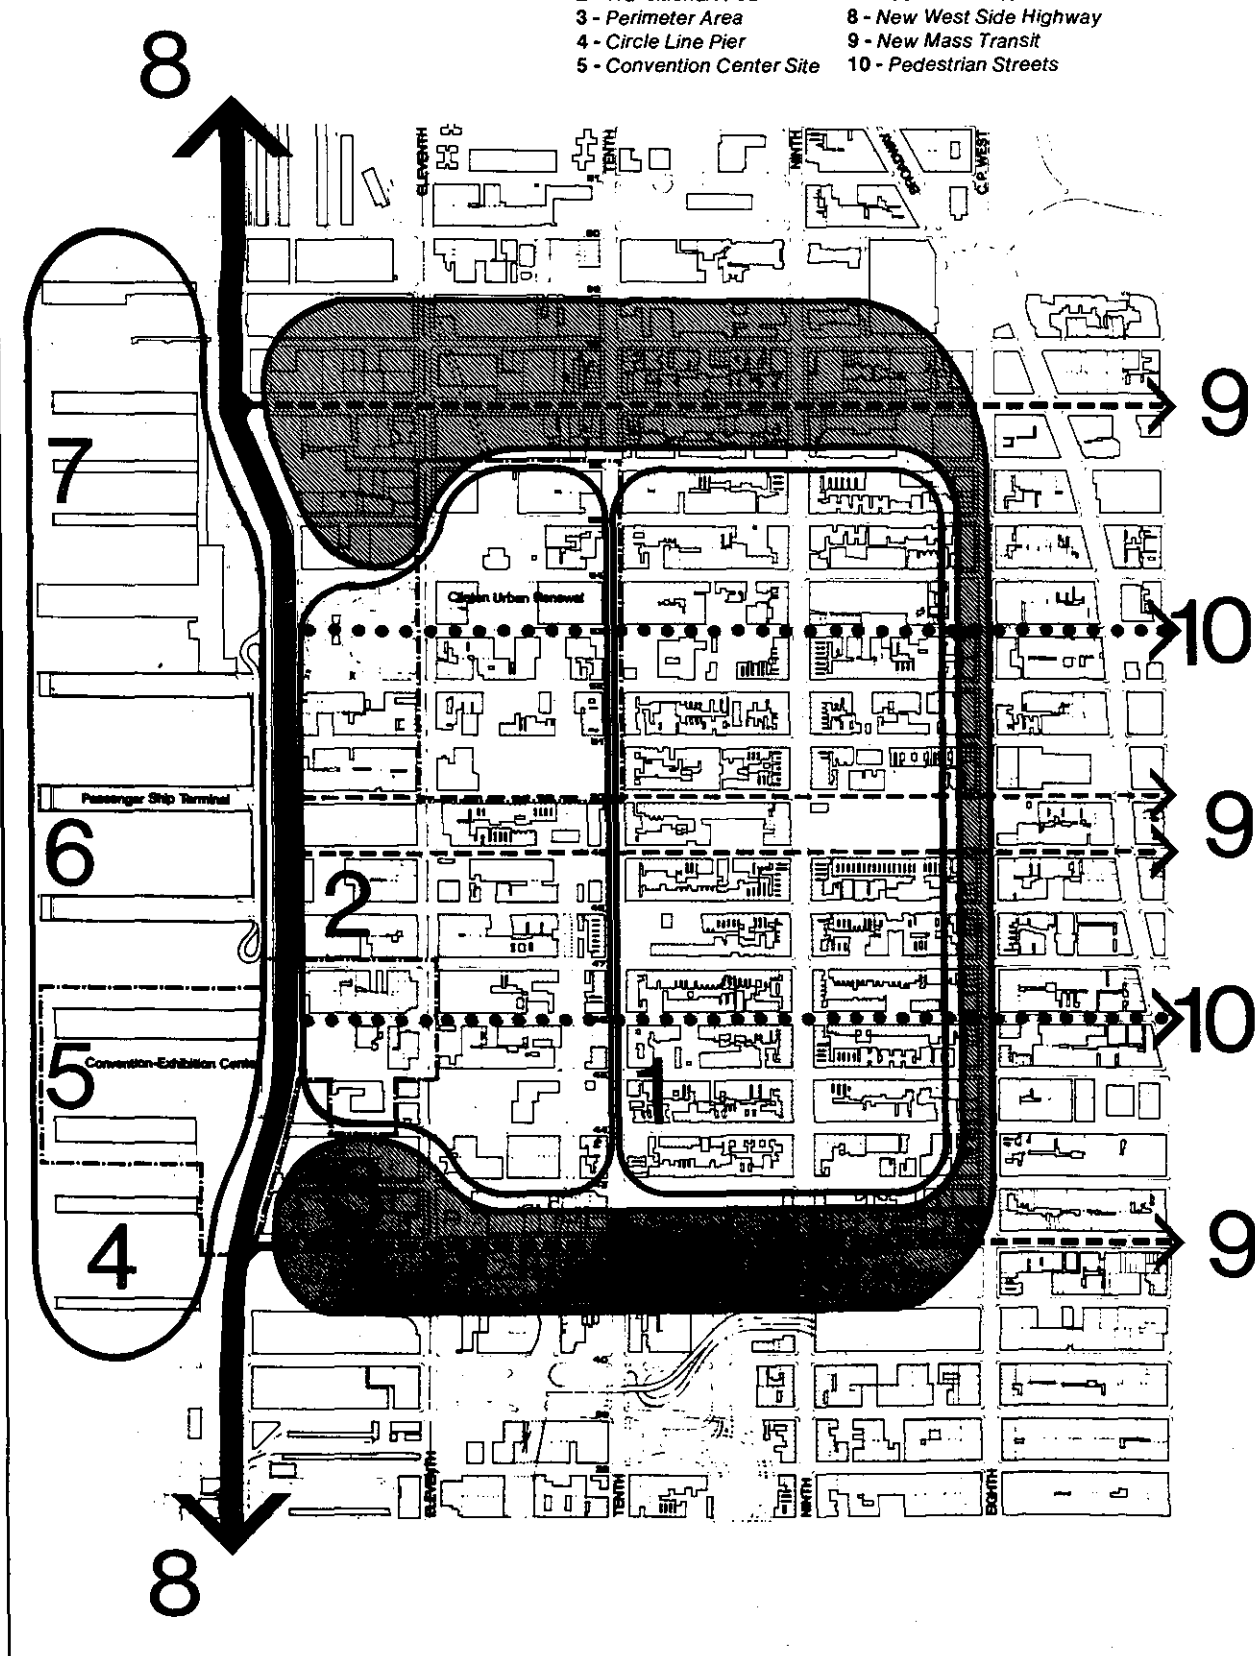 3 - Perimeter Area
4 - Circle Line Pier
5 - Convention Center Site
8 - New West Side Highway
9 - New Mass Transit
10 - Pedestrian Streets
8
ELEVENTH
TENTH
NINTH
BROADWAY
C.P. WEST
7
9
Clinton Urban Renewal
10
Passenger Ship Terminal
6
9
2
10
5
Convention-Exhibition Center
1
3
4
9
ELEVENTH
TENTH
NINTH
EIGHTH
8